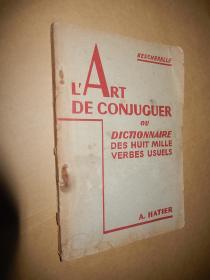 BESCHERELLE
L'ART
DE CONJUGUER
OU
DICTIONNAIRE
DES HUIT MILLE
VERBES USUELS
A. HATIER